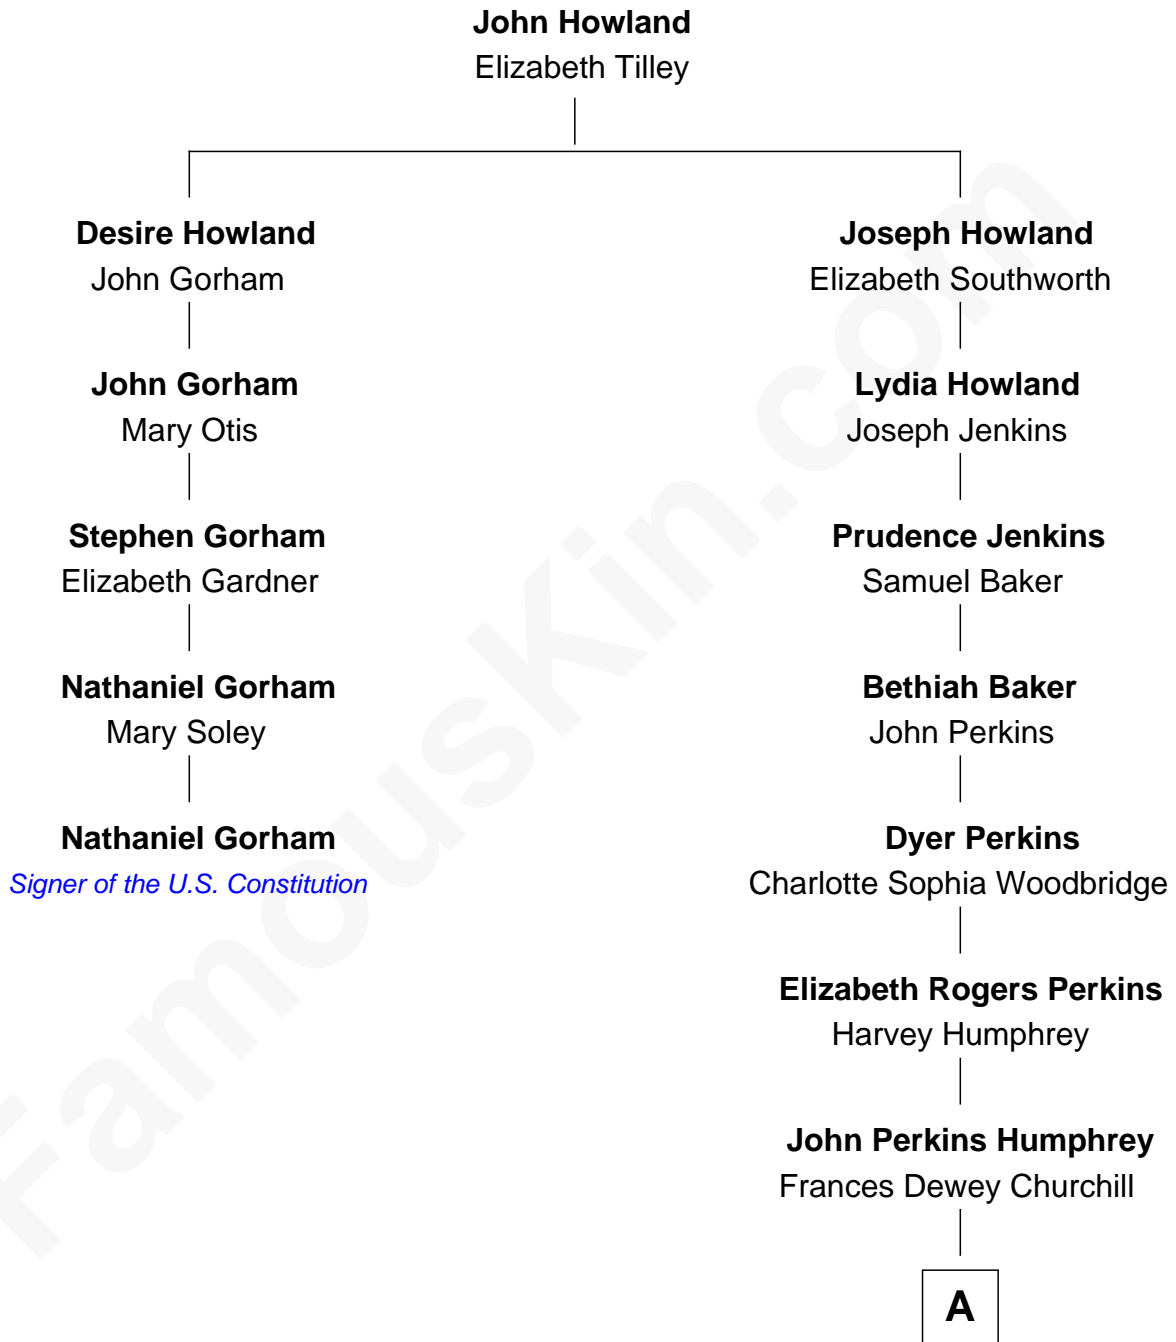 John Howland
Elizabeth Tilley
Desire Howland
John Gorham
Joseph Howland
Elizabeth Southworth
John Gorham
Mary Otis
Lydia Howland
Joseph Jenkins
Stephen Gorham
Elizabeth Gardner
Prudence Jenkins
Samuel Baker
Nathaniel Gorham
Mary Soley
Bethiah Baker
John Perkins
Nathaniel Gorham
Signer of the U.S. Constitution
Dyer Perkins
Charlotte Sophia Woodbridge
Elizabeth Rogers Perkins
Harvey Humphrey
John Perkins Humphrey
Frances Dewey Churchill
A
FamousKin.com